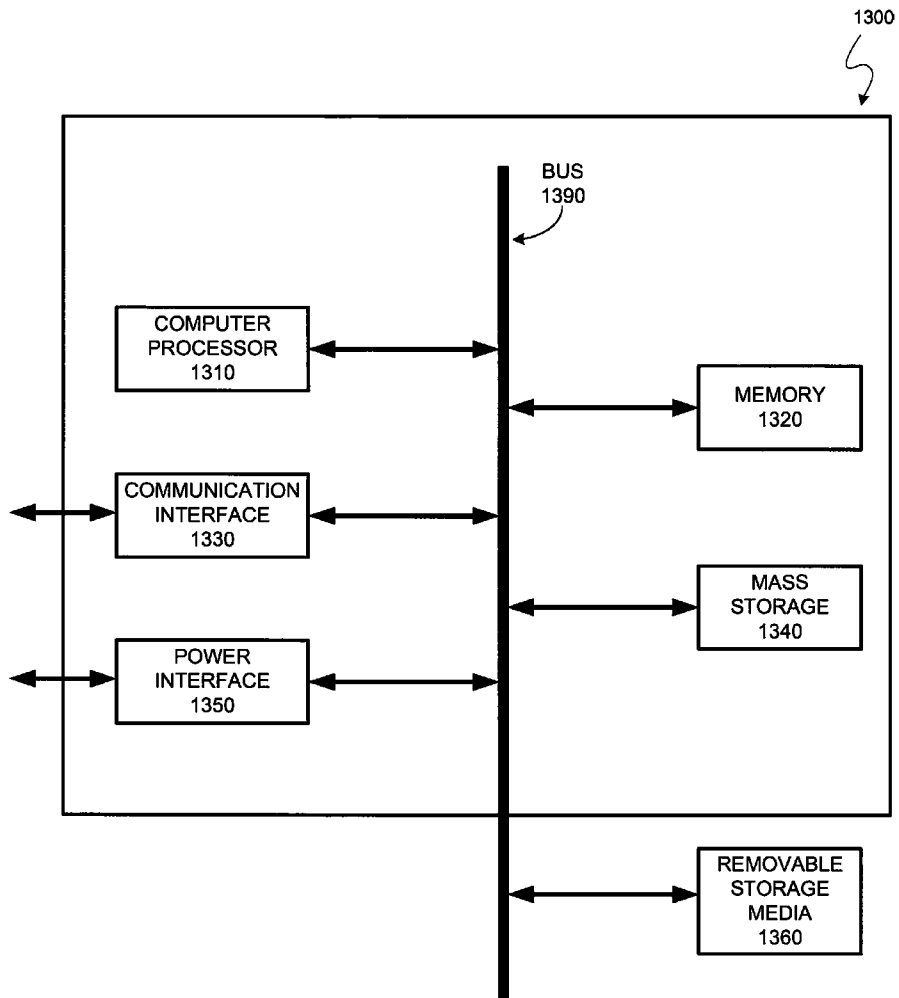 1300
BUS
1390
COMPUTER
PROCESSOR
1310
MEMORY
1320
COMMUNICATION
INTERFACE
1330
MASS
STORAGE
1340
POWER
INTERFACE
1350
REMOVABLE
STORAGE
MEDIA
1360